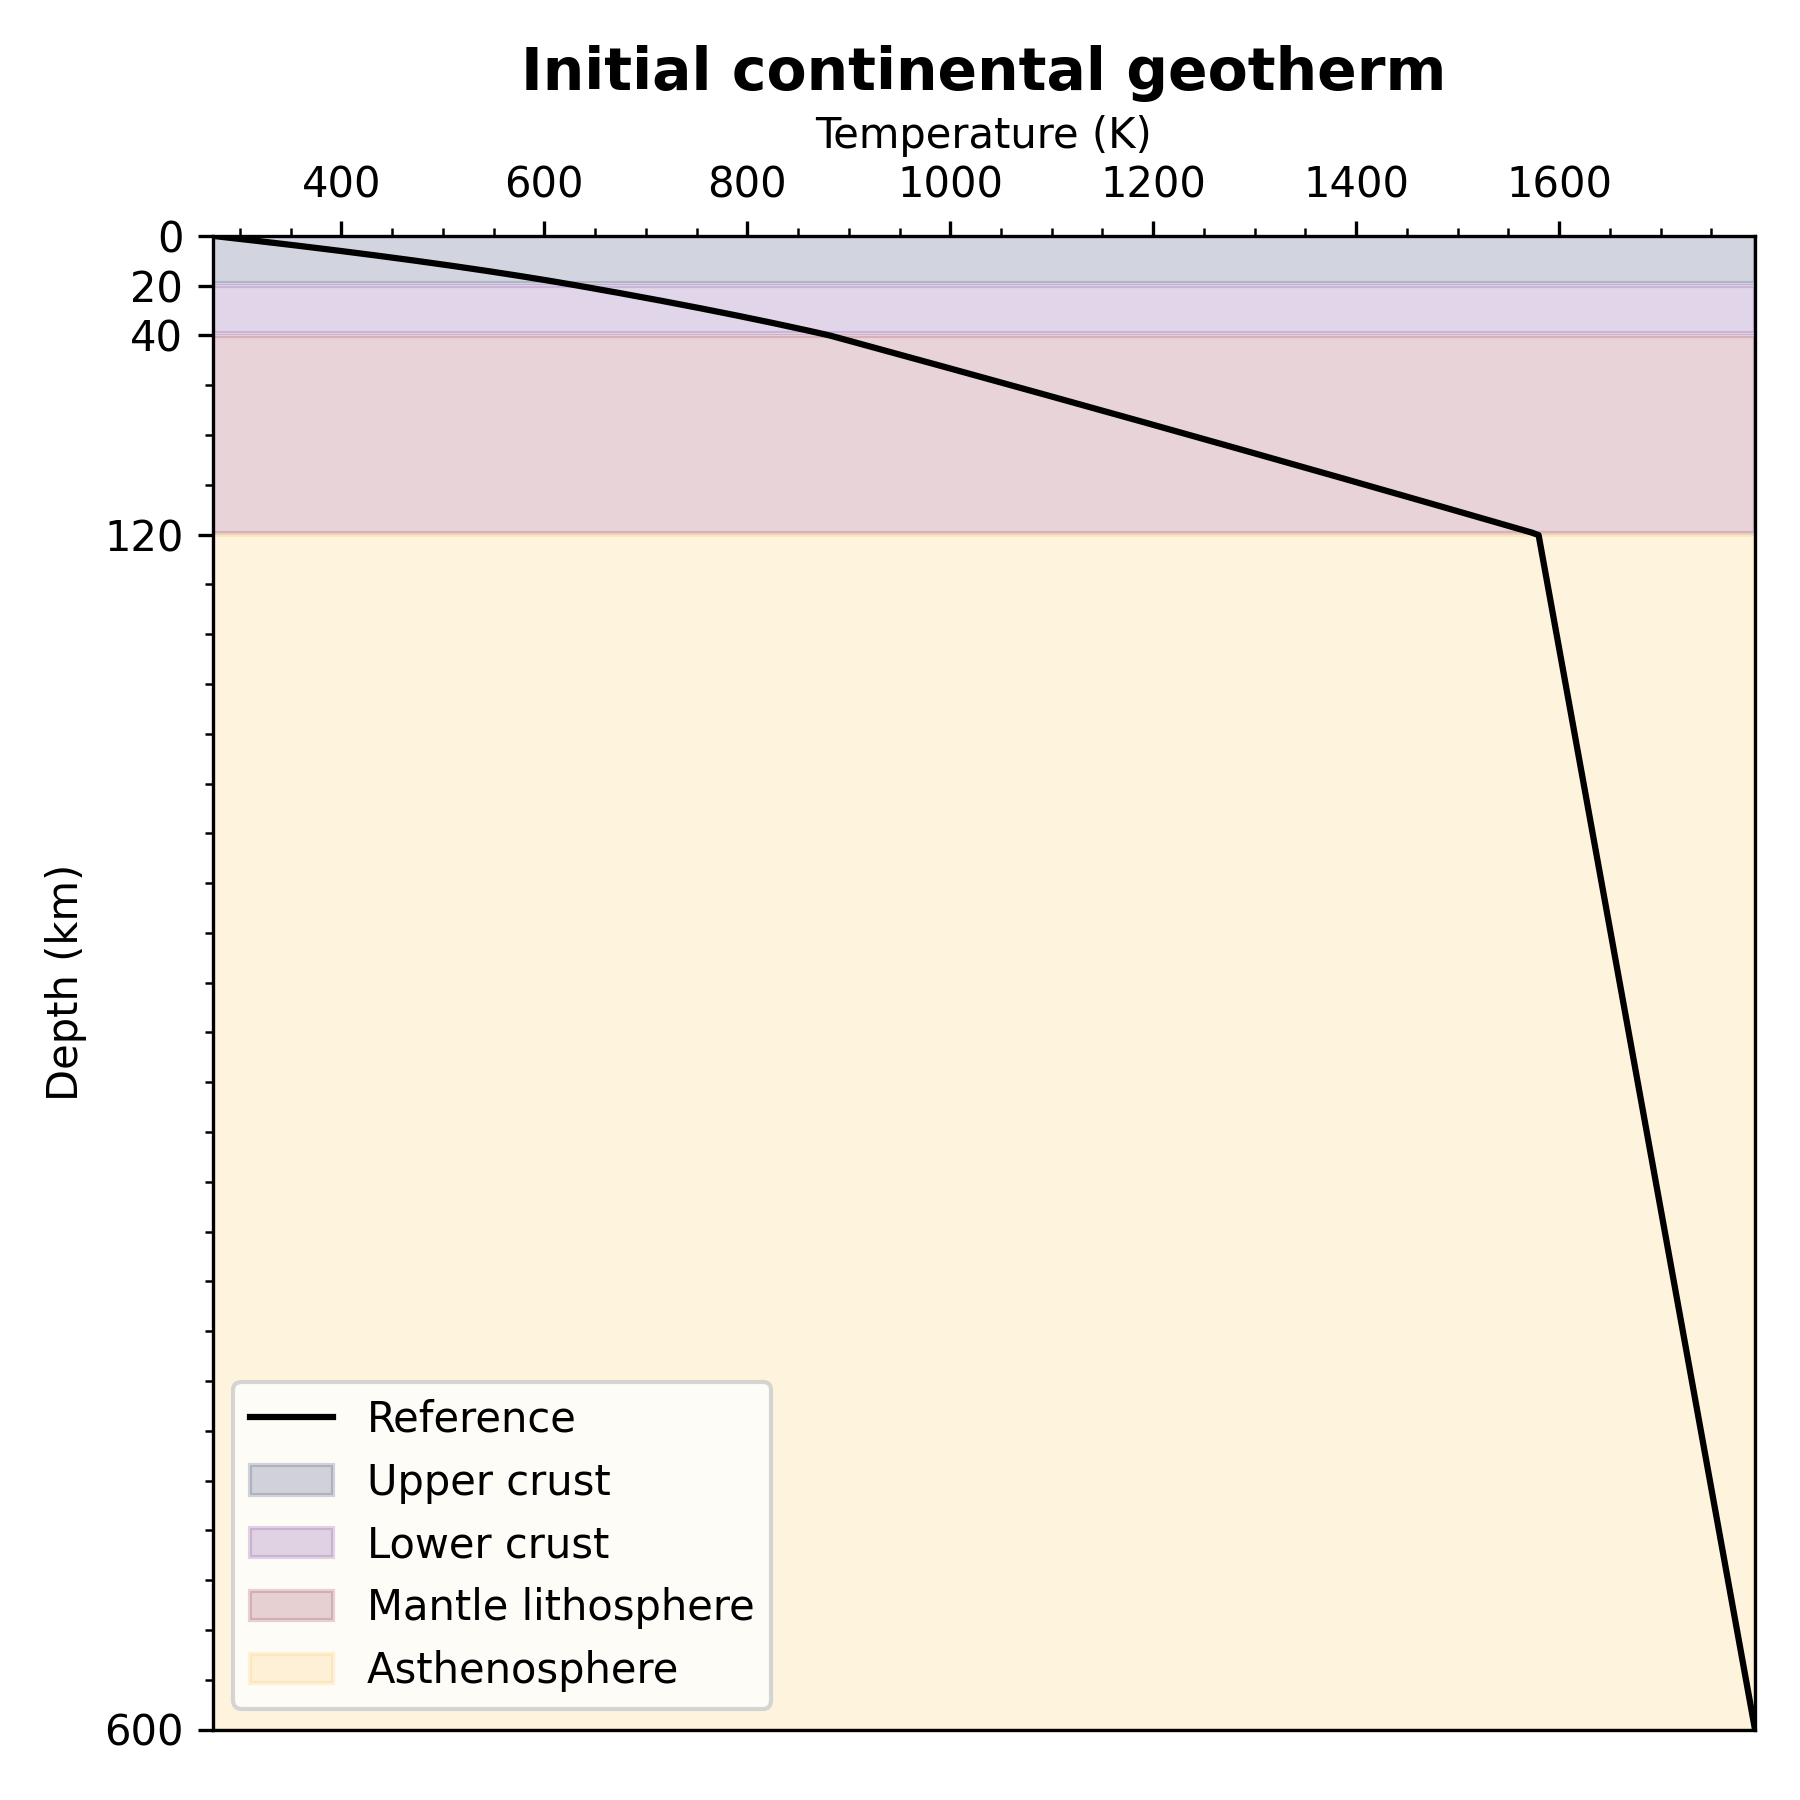 Initial continental geotherm
Temperature (K)
400 600 800 1000 1200 1400 1600
0
20
40
120
600
Depth (km)
Reference
Upper crust
Lower crust
Mantle lithosphere
Asthenosphere